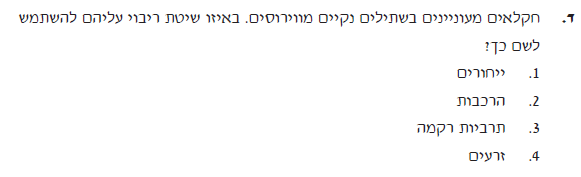 ד. חקלאים מעוניינים בשתילים נקיים מווירוסים. באיזו שיטת ריבוי עליהם להשתמש
לשם כך?
1. ייחורים
2. הרכבות
3. תרביות רקמה
4. זרעים